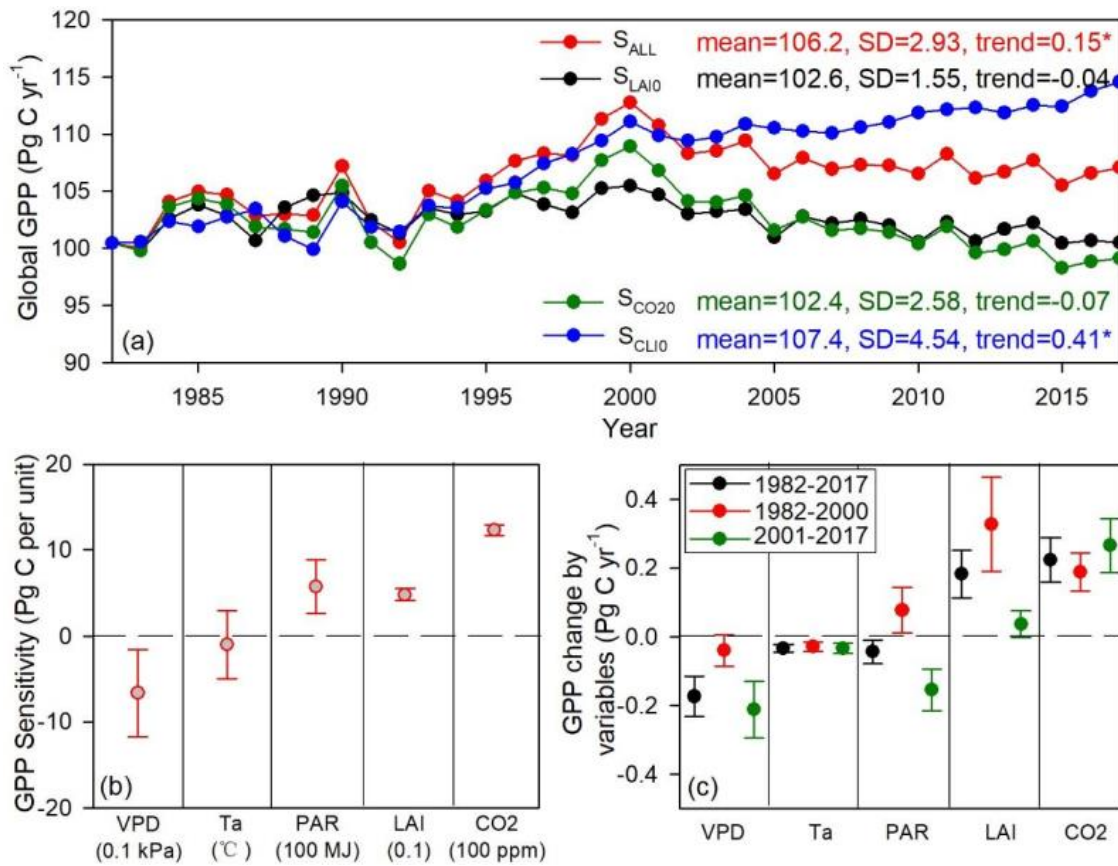 120
115
110
105
100
95
90
Global GPP (Pg C yr⁻¹)
S_ALL mean=106.2, SD=2.93, trend=0.15*
S_LAI0 mean=102.6, SD=1.55, trend=-0.04
S_CO20 mean=102.4, SD=2.58, trend=-0.07
S_CLI0 mean=107.4, SD=4.54, trend=0.41*
(a)
1985 1990 1995 2000 2005 2010 2015
Year
20
10
0
-10
-20
GPP Sensitivity (Pg C per unit)
(b)
VPD Ta PAR LAI CO2
(0.1 kPa) (℃) (100 MJ) (0.1) (100 ppm)
0.4
0.2
0.0
-0.2
-0.4
GPP change by
variables (Pg C yr⁻¹)
1982-2017
1982-2000
2001-2017
(c)
VPD Ta PAR LAI CO2